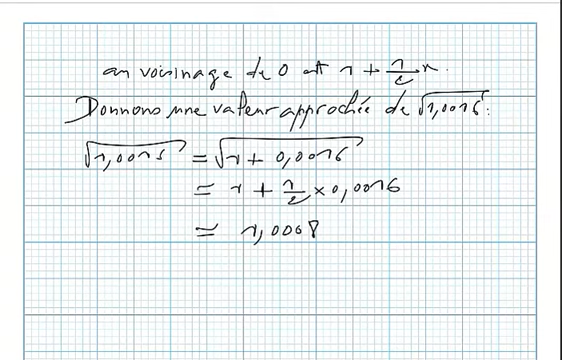 au voisinage de 0 est 1 + 1/2 x.
Donnons une valeur approchée de √1,0016 :
√1,0016 = √1 + 0,0016
= 1 + 1/2 × 0,0016
≃ 1,0008